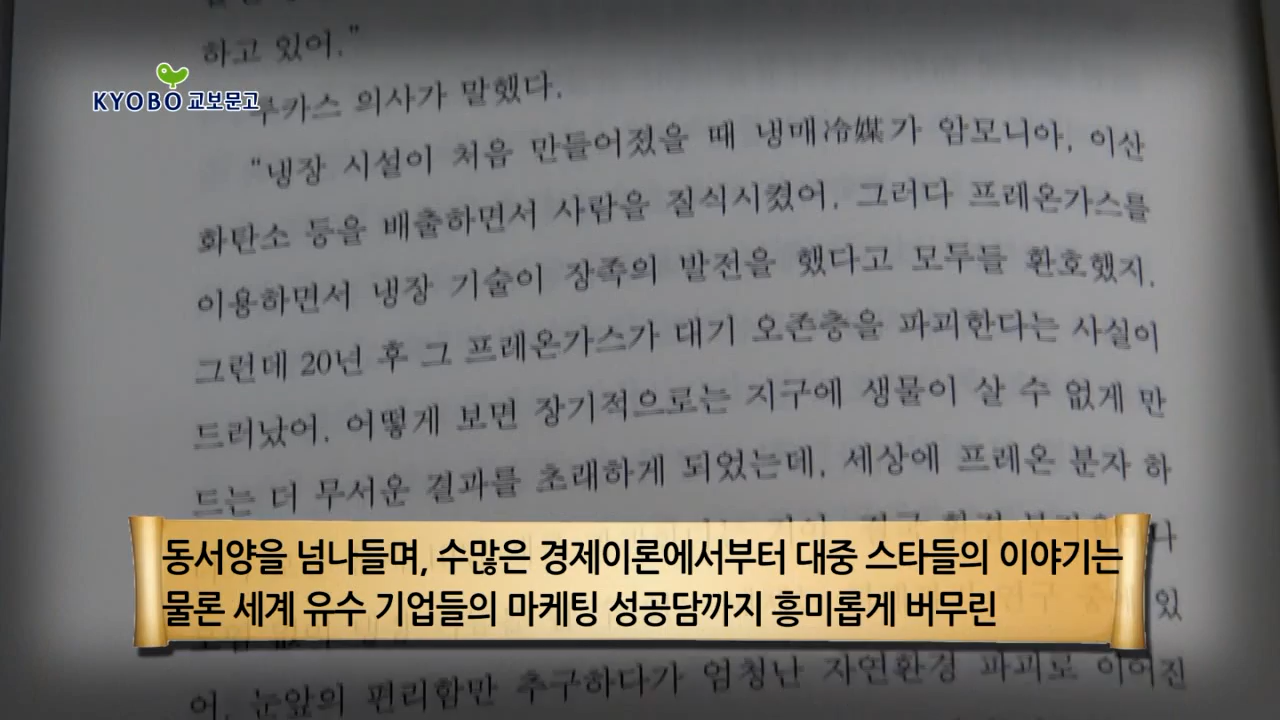 하고 있어.”
KYOBO 교보문고
루카스 의사가 말했다.
“냉장 시설이 처음 만들어졌을 때 냉매冷媒가 암모니아, 이산
화탄소 등을 배출하면서 사람을 질식시켰어. 그러다 프레온가스를
이용하면서 냉장 기술이 장족의 발전을 했다고 모두들 환호했지.
그런데 20년 후 그 프레온가스가 대기 오존층을 파괴한다는 사실이
드러났어. 어떻게 보면 장기적으로는 지구에 생물이 살 수 없게 만
드는 더 무서운 결과를 초래하게 되었는데, 세상에 프레온 분자 하
나
동서양을 넘나들며, 수많은 경제이론에서부터 대중 스타들의 이야기는
물론 세계 유수 기업들의 마케팅 성공담까지 흥미롭게 버무린
있
어. 눈앞의 편리함만 추구하다가 엄청난 자연환경 파괴로 이어진